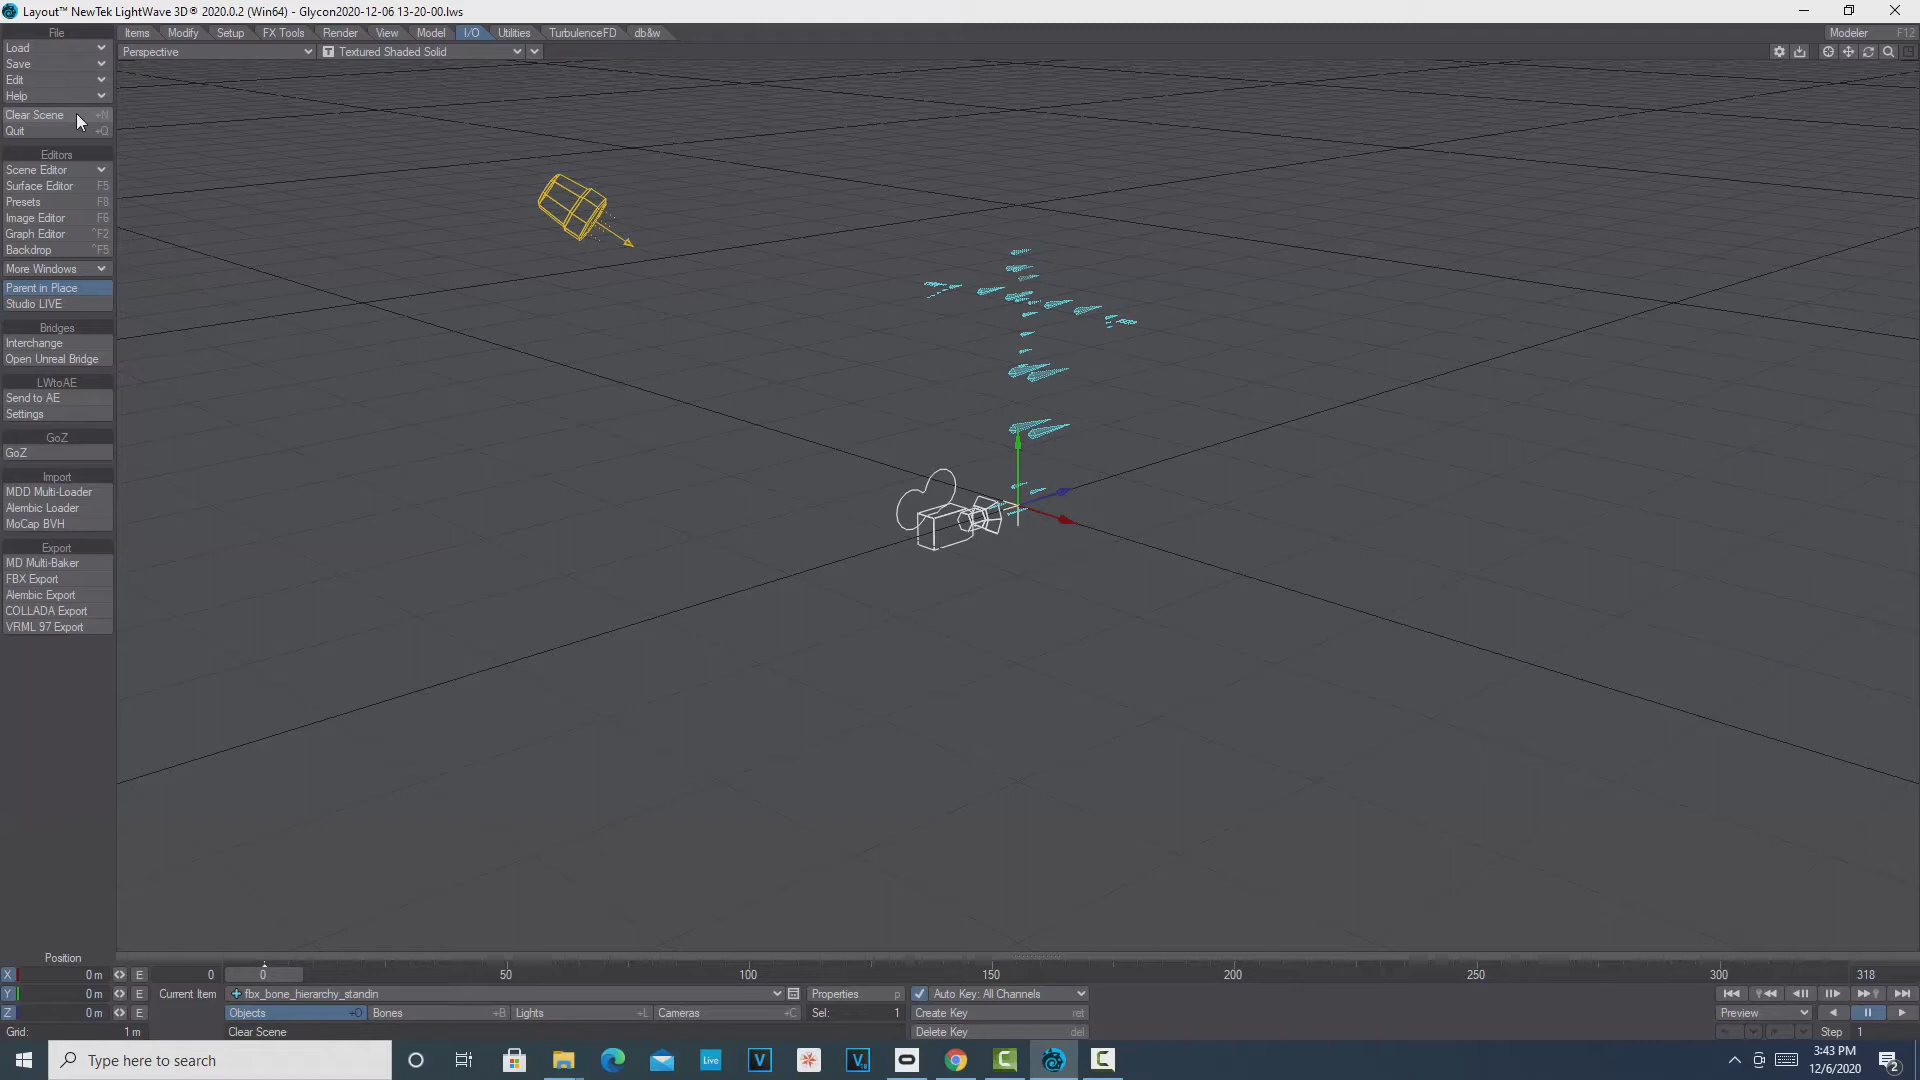 Layout™ NewTek LightWave 3D® 2020.0.2 (Win64) - Glycon2020-12-06 13-20-00.lws
File
Items Modify Setup FX Tools Render View Model I/O Utilities TurbulenceFD db&w
Modeler F12
Load
Perspective
T Textured Shaded Solid
Save
Edit
Help
Clear Scene +N
Quit +Q
Editors
Scene Editor
Surface Editor F5
Presets F8
Image Editor F6
Graph Editor ^F2
Backdrop ^F5
More Windows
Parent in Place
Studio LIVE
Bridges
Interchange
Open Unreal Bridge
LWtoAE
Send to AE
Settings
GoZ
GoZ
Import
MDD Multi-Loader
Alembic Loader
MoCap BVH
Export
MD Multi-Baker
FBX Export
Alembic Export
COLLADA Export
VRML 97 Export
Position
X 0 m E 0 0 50 100 150 200 250 300 318
Y 0 m E Current Item fbx_bone_hierarchy_standin Properties p Auto Key: All Channels
Z 0 m E Objects +O Bones +B Lights +L Cameras +C Sel: 1 Create Key ret Preview
Grid: 1 m Clear Scene Delete Key del Step 1
Type here to search
Live
V
V
18
C
C
3:43 PM
12/6/2020
2